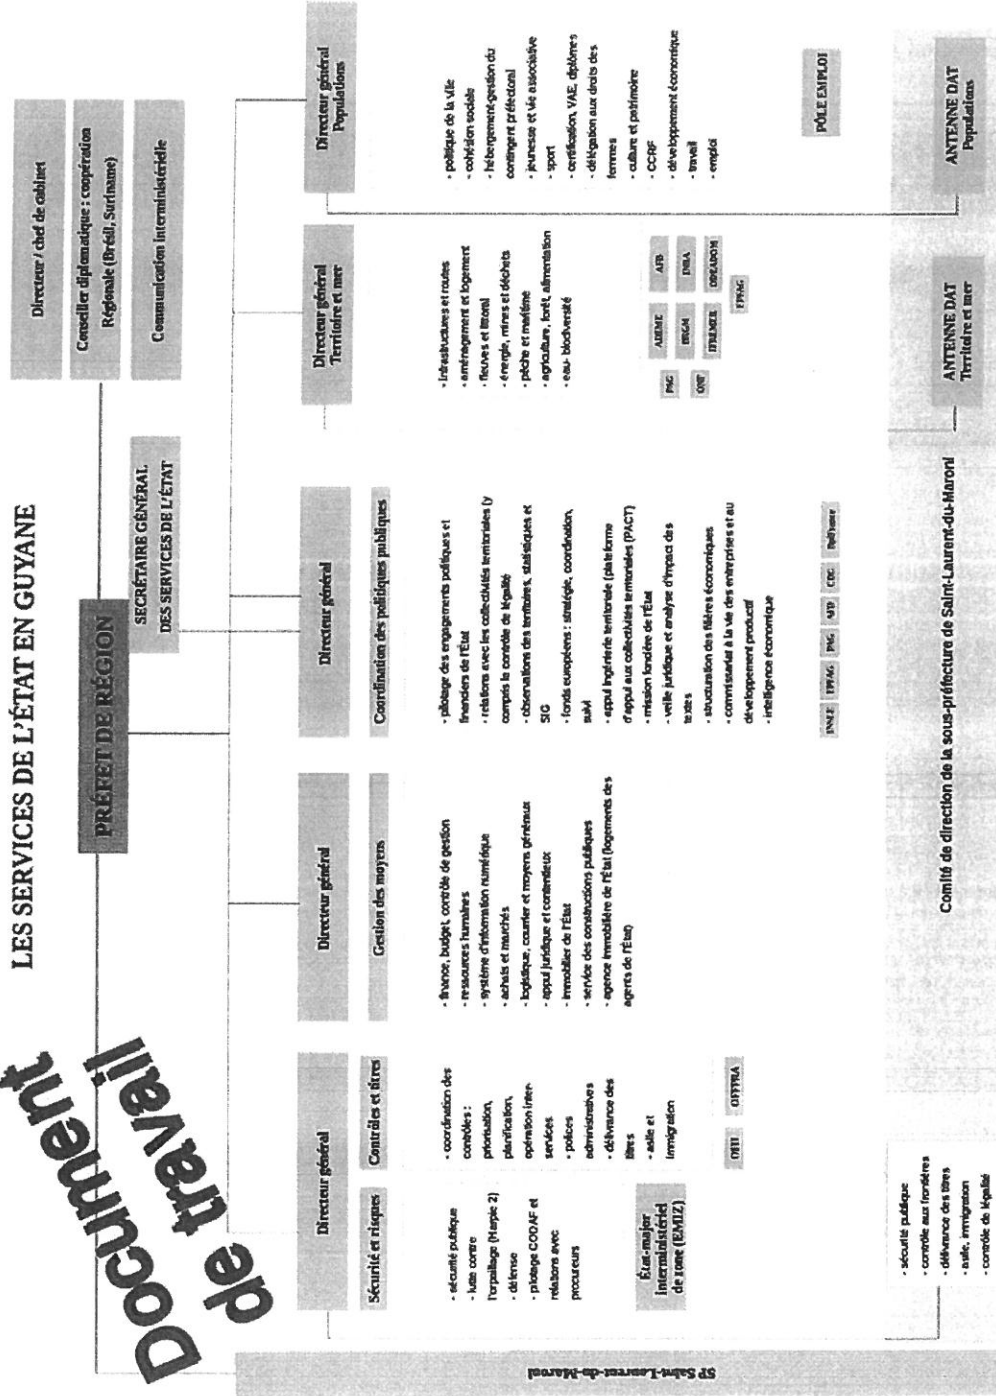 LES SERVICES DE L'ÉTAT EN GUYANE
Document
de travail
PRÉFET DE RÉGION
Directeur / chef de cabinet
Conseiller diplomatique : coopération
Régionale (Brésil, Suriname)
Communication interministérielle
SECRÉTAIRE GÉNÉRAL
DES SERVICES DE L'ÉTAT
SP Saint-Laurent-du-Maroni
Directeur général
Sécurité et risques
- sécurité publique
- lutte contre
l'orpaillage (Harpie 2)
- défense
- pilotage CODAF et
relations avec
procureurs
État-major
interministériel
de zone (EMIZ)
Contrôles et titres
- coordination des
contrôles :
priorisation,
planification,
opération inter-
services
- polices
administratives
- délivrance des
titres
- asile et
immigration
OFII
OFPRA
Directeur général
Gestion des moyens
- finance, budget, contrôle de gestion
- ressources humaines
- système d'information numérique
- achats et marchés
- logistique, courrier et moyens généraux
- appui juridique et contentieux
- immobilier de l'État
- service des constructions publiques
- agence immobilière de l'État (logements des
agents de l'État)
Directeur général
Coordination des politiques publiques
- pilotage des engagements politiques et
financiers de l'État
- relations avec les collectivités territoriales (y
compris le contrôle de légalité
- observations des territoires, statistiques et
SIG
- fonds européens : stratégie, coordination,
suivi
- appui ingénierie territoriale (plateforme
d'appui aux collectivités territoriales (PACT)
- mission foncière de l'État
- veille juridique et analyse d'impact des
textes
- structuration des filières économiques
- commissariat à la vie des entreprises et au
développement productif
- intelligence économique
INSEE
EPFAG
PAG
AFD
CDC
Bpifrance
Directeur général
Territoire et mer
- infrastructures et routes
- aménagement et logement
- fleuves et littoral
- énergie, mines et déchets
- pêche et maritime
- agriculture, forêt, alimentation
- eau- biodiversité
PAG
ONF
ADEME
BRGM
IFREMER
AFB
INRA
ODEADOM
EPFAG
Directeur général
Populations
- politique de la ville
- cohésion sociale
- hébergement-gestion du
contingent préfectoral
- jeunesse et vie associative
- sport
- certification, VAE, diplômes
- délégation aux droits des
femmes
- culture et patrimoine
- CCRF
- développement économique
- travail
- emploi
PÔLE EMPLOI
- sécurité publique
- contrôle aux frontières
- délivrance des titres
- asile, immigration
- contrôle de légalité
Comité de direction de la sous-préfecture de Saint-Laurent-du-Maroni
ANTENNE DAT
Territoire et mer
ANTENNE DAT
Populations